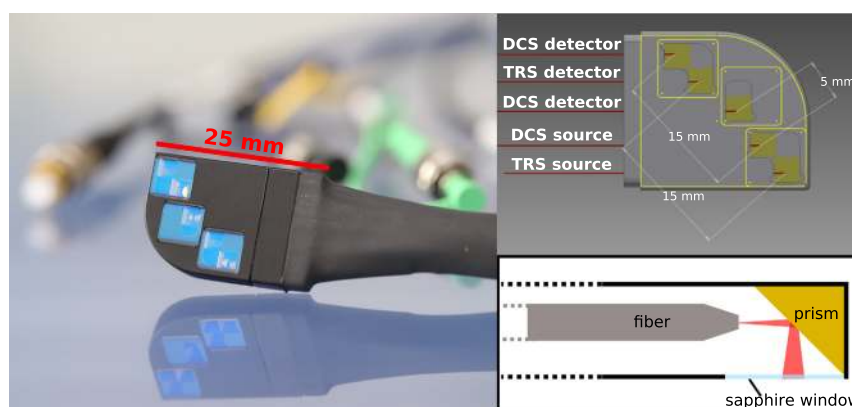 25 mm
DCS detector
TRS detector
DCS detector
DCS source
TRS source
5 mm
15 mm
15 mm
fiber
prism
sapphire window